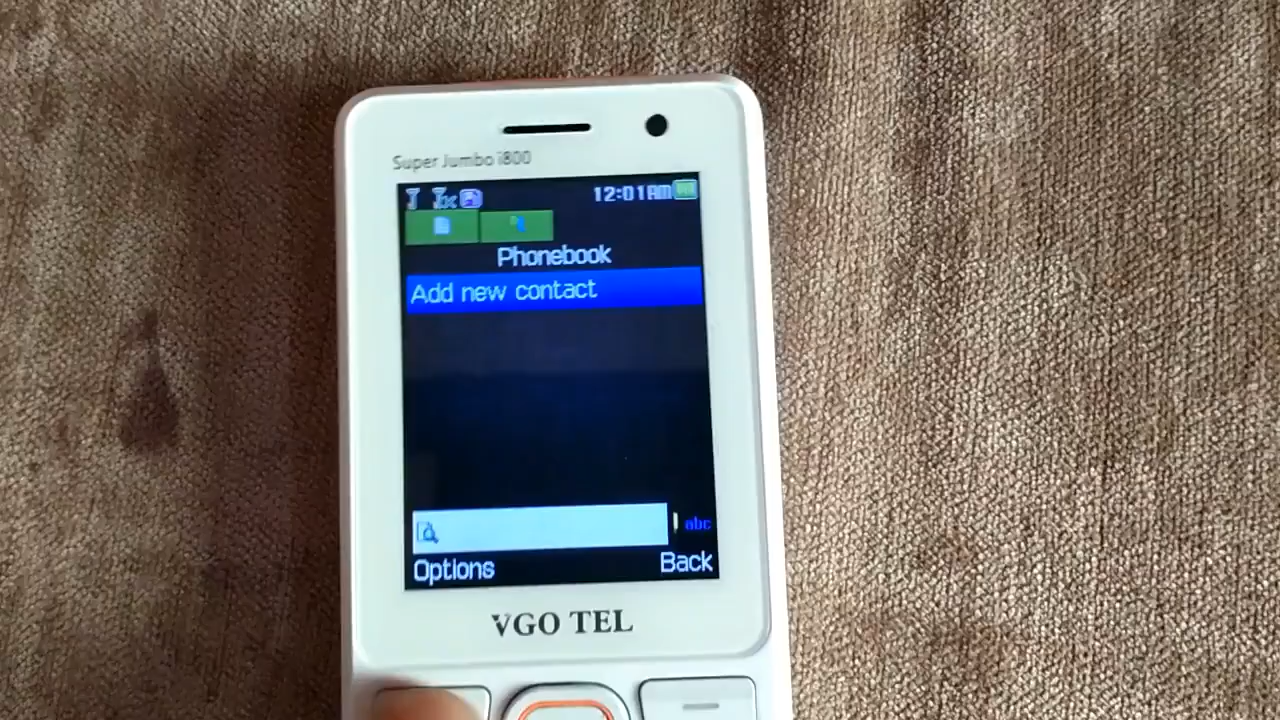 Super Jumbo i800
12:01AM
Phonebook
Add new contact
abc
Options
Back
VGO TEL